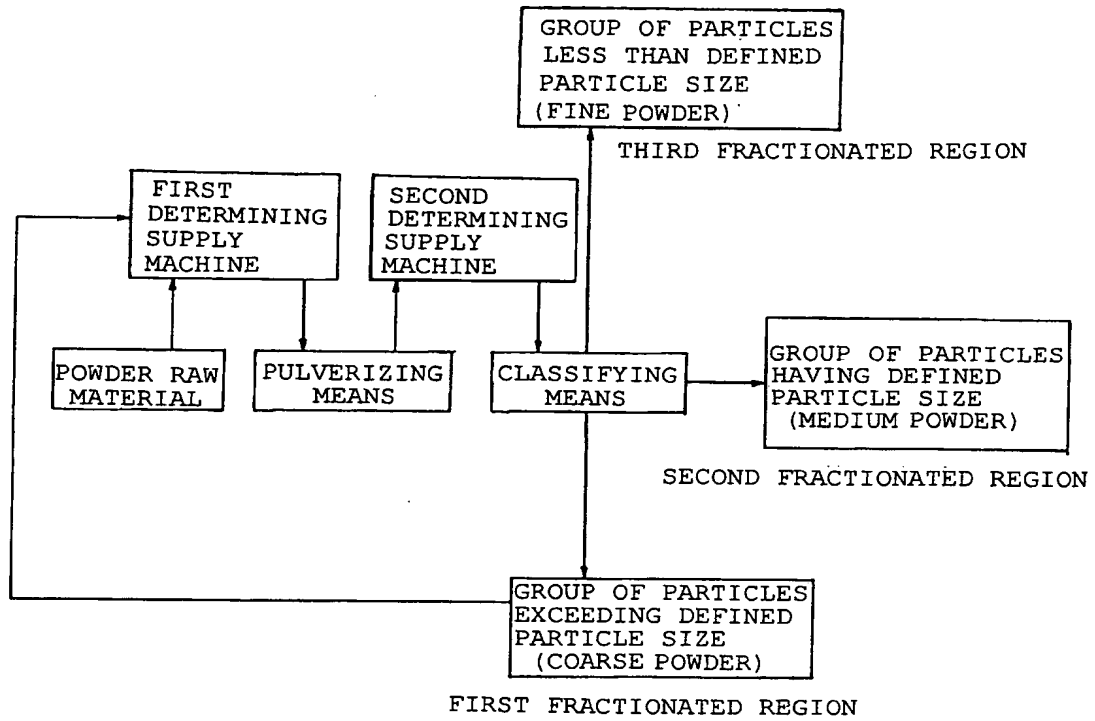 GROUP OF PARTICLES
LESS THAN DEFINED
PARTICLE SIZE
(FINE POWDER)
THIRD FRACTIONATED REGION
FIRST
DETERMINING
SUPPLY
MACHINE
SECOND
DETERMINING
SUPPLY
MACHINE
POWDER RAW
MATERIAL
PULVERIZING
MEANS
CLASSIFYING
MEANS
GROUP OF PARTICLES
HAVING DEFINED
PARTICLE SIZE
(MEDIUM POWDER)
SECOND FRACTIONATED REGION
GROUP OF PARTICLES
EXCEEDING DEFINED
PARTICLE SIZE
(COARSE POWDER)
FIRST FRACTIONATED REGION